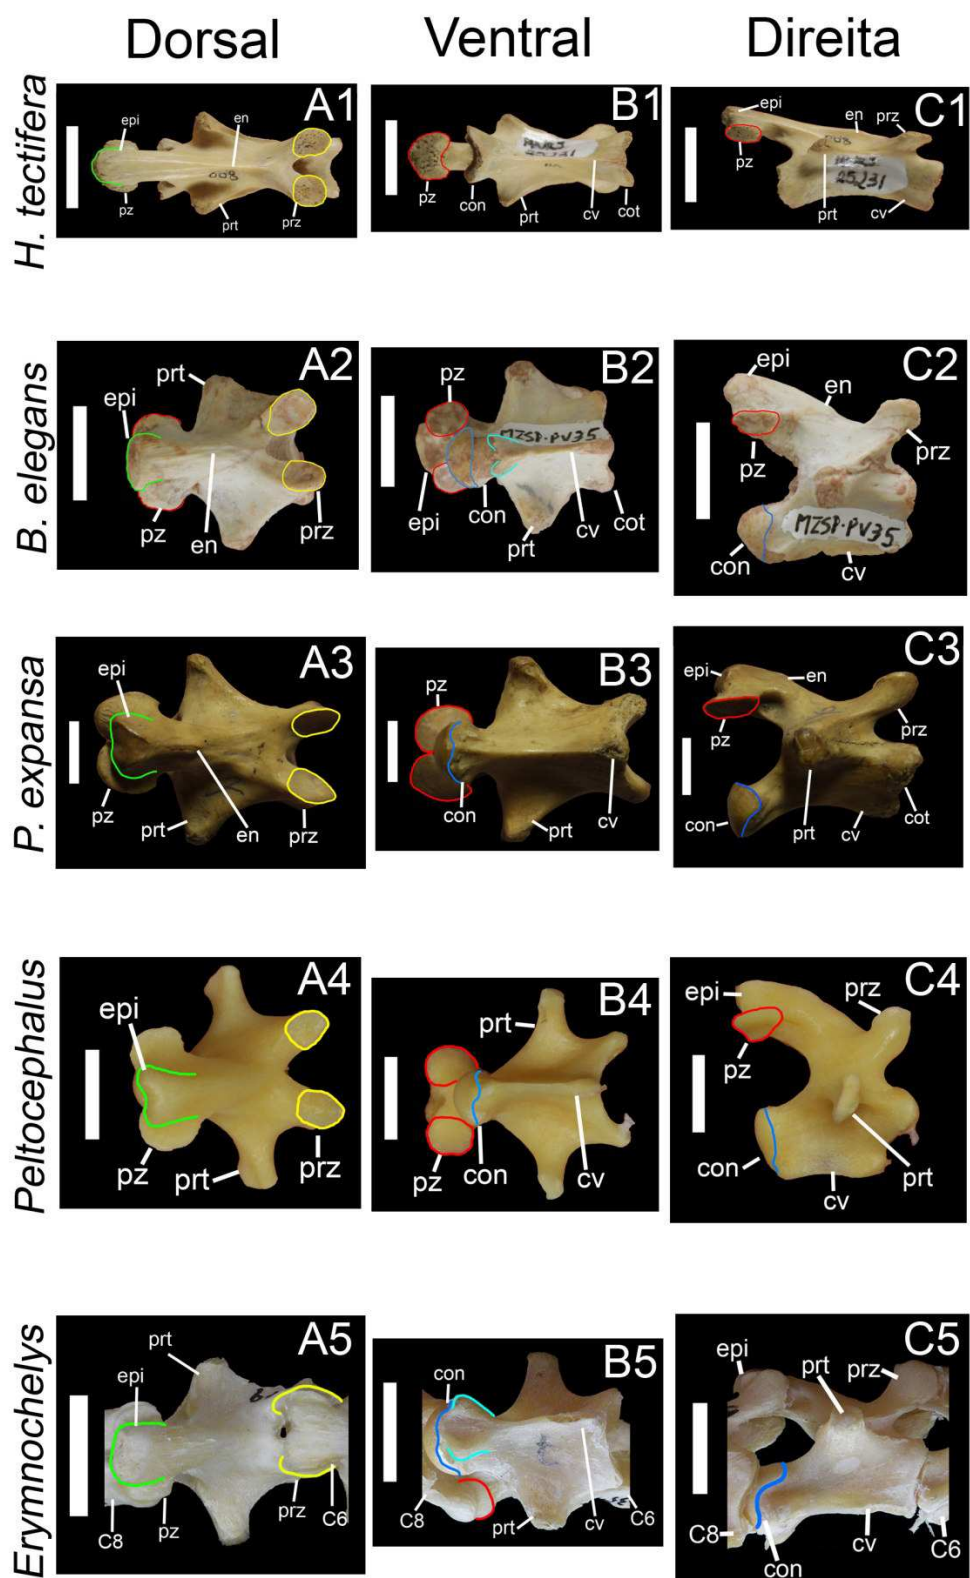 Dorsal Ventral Direita
H. tectifera
A1
epi
en
pz
prt
prz
B1
pz
con
prt
cv
cot
C1
epi
en
prz
pz
prt
cv
25231
B. elegans
A2
prt
epi
pz
en
prz
B2
pz
MZSP-PV35
epi
con
prt
cv
cot
C2
epi
en
pz
prz
MZSP-PV35
con
cv
P. expansa
A3
epi
pz
prt
en
prz
B3
pz
con
prt
cv
C3
epi
en
pz
prz
con
prt
cv
cot
Peltocephalus
A4
epi
pz
prt
prz
B4
prt
pz
con
cv
C4
epi
prz
pz
con
cv
prt
Erymnochelys
A5
prt
epi
C8
pz
prz
C6
B5
con
C8
prt
cv
C6
C5
epi
prt
prz
C8
con
cv
C6